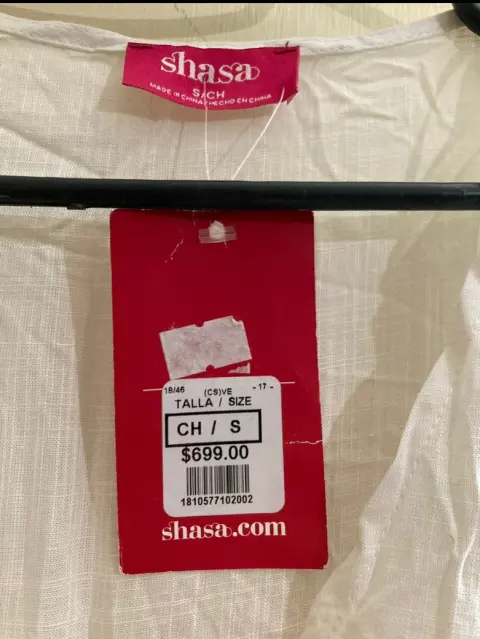 shasa
S/CH
MADE IN CHINA/HECHO EN CHINA
18/46 (CS)VE - 17 -
TALLA / SIZE
CH / S
$699.00
1810577102002
shasa.com